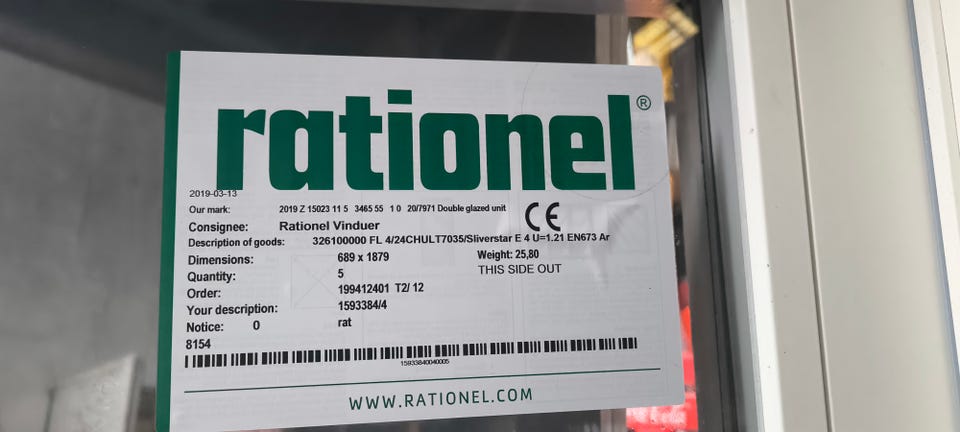 rationel®
2019-03-13
Our mark: 2019 Z 15023 11 5 3465 55 1 0 20/7971 Double glazed unit
CE
Consignee: Rationel Vinduer
Description of goods: 326100000 FL 4/24CHULT7035/Sliverstar E 4 U=1.21 EN673 Ar
Dimensions: 689 x 1879 Weight: 25,80
Quantity: 5 THIS SIDE OUT
Order: 199412401 T2/ 12
Your description: 1593384/4
Notice: 0 rat
8154
15933840040005
WWW.RATIONEL.COM